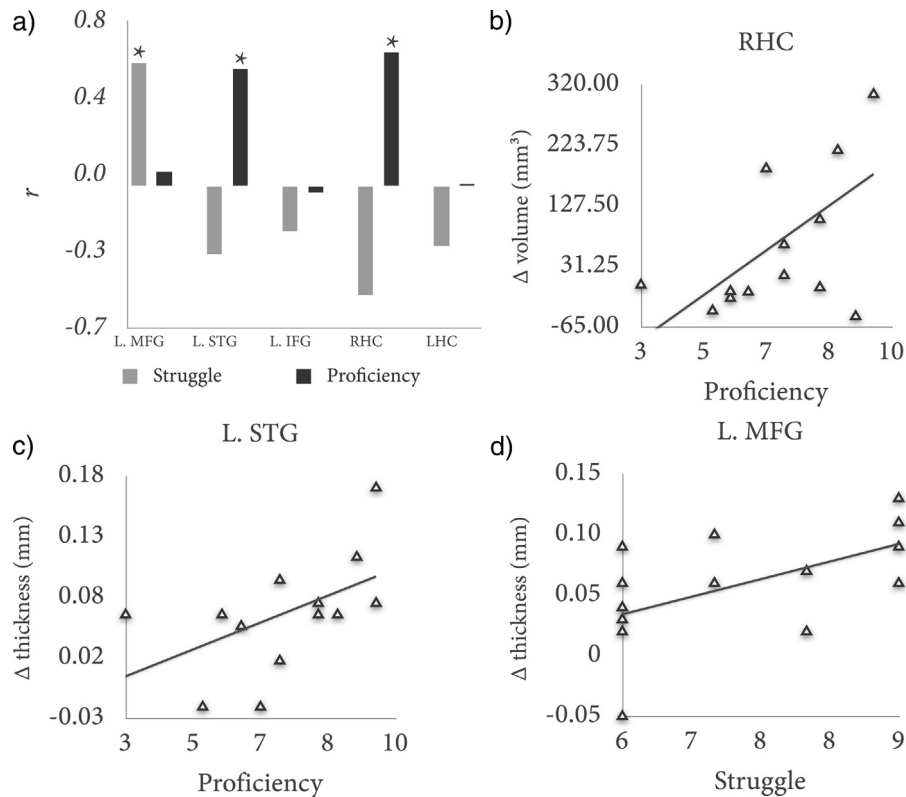 a)
0.8
0.4
0.0
-0.3
-0.7
r
* * *
L. MFG L. STG L. IFG RHC LHC
Struggle Proficiency
b)
RHC
320.00
223.75
127.50
31.25
-65.00
Δ volume (mm³)
3 5 7 8 10
Proficiency
c)
L. STG
0.18
0.13
0.08
0.02
-0.03
Δ thickness (mm)
3 5 7 8 10
Proficiency
d)
L. MFG
0.15
0.10
0.05
0
-0.05
Δ thickness (mm)
6 7 8 8 9
Struggle